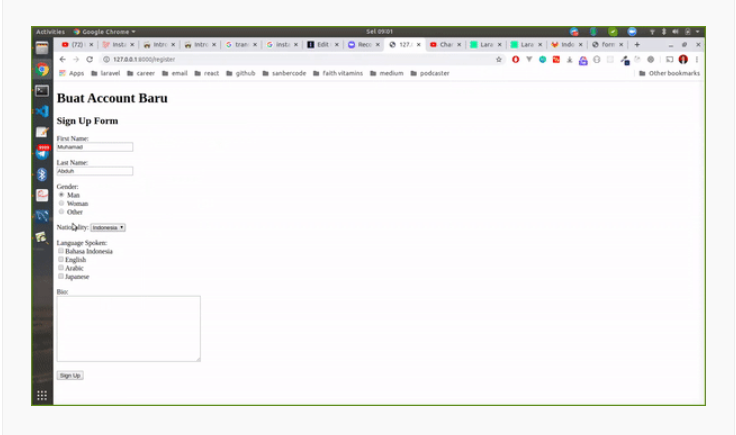 Activities Google Chrome Sel 09:01
(72) Insta Intro Intro tran insta Edit Reco 127. Cha Lara Lara Indo form
127.0.0.1:8000/register
Apps laravel career email react github sanbercode faith vitamins medium podcaster Other bookmarks
Buat Account Baru
Sign Up Form
First Name:
Muhamad
Last Name:
Abduh
Gender:
Man
Woman
Other
Nationality: Indonesia
Language Spoken:
Bahasa Indonesia
English
Arabic
Japanese
Bio:
Sign Up